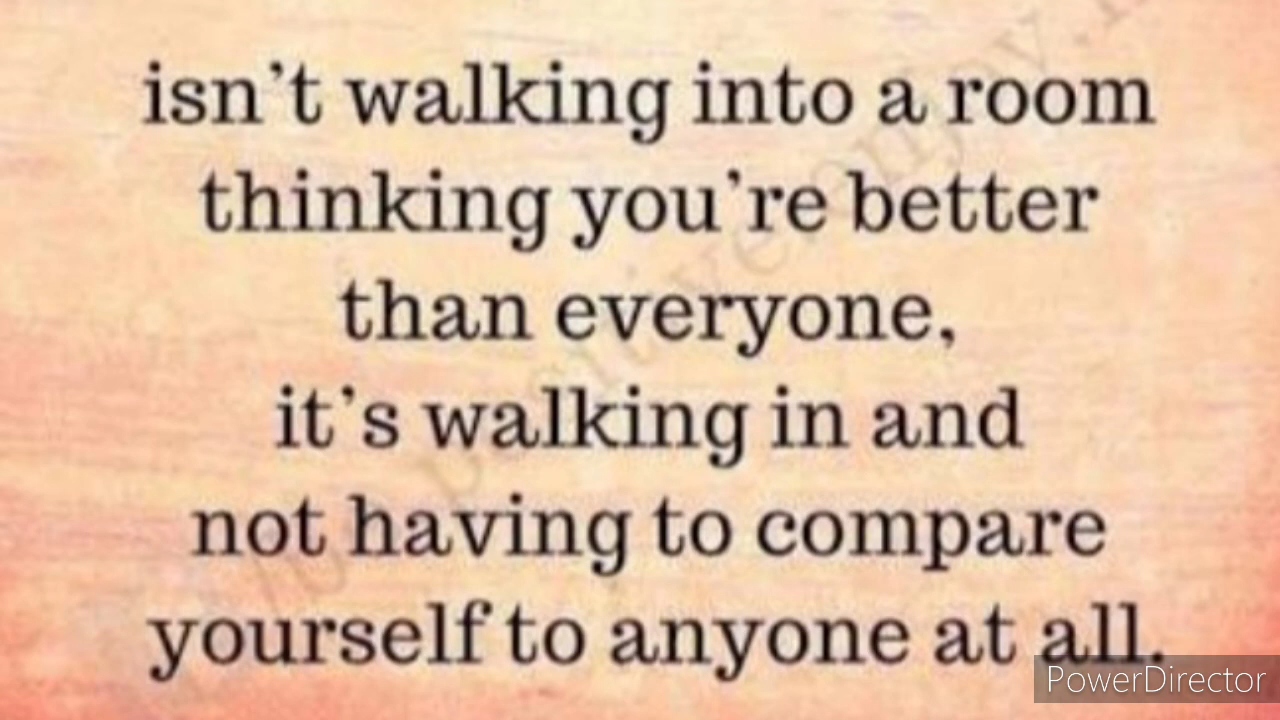 isn't walking into a room
thinking you're better
than everyone,
it's walking in and
not having to compare
yourself to anyone at all.
PowerDirector